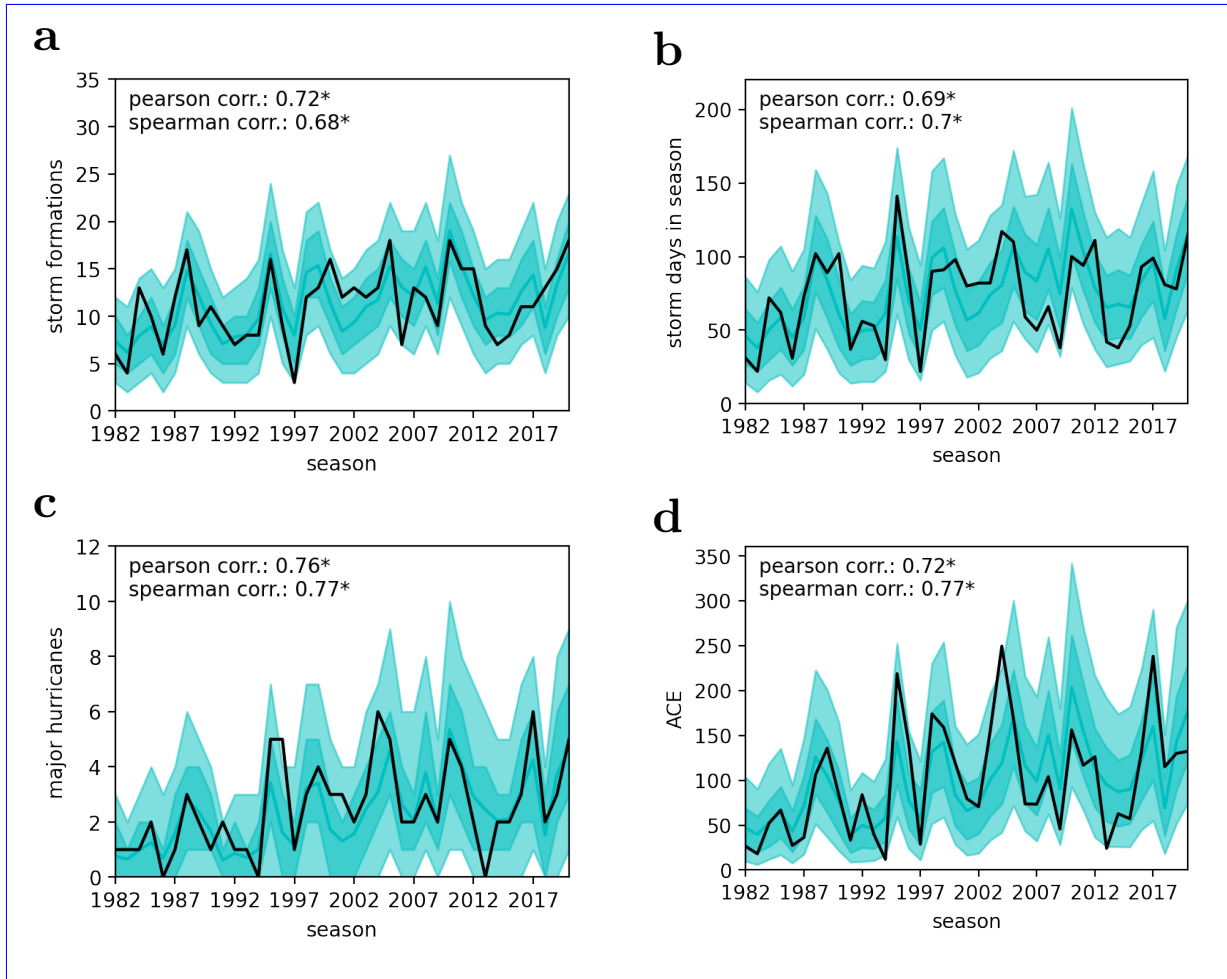 a
pearson corr.: 0.72*
spearman corr.: 0.68*
storm formations
35
30
25
20
15
10
5
0
1982 1987 1992 1997 2002 2007 2012 2017
season
b
pearson corr.: 0.69*
spearman corr.: 0.7*
storm days in season
200
150
100
50
0
1982 1987 1992 1997 2002 2007 2012 2017
season
c
pearson corr.: 0.76*
spearman corr.: 0.77*
major hurricanes
12
10
8
6
4
2
0
1982 1987 1992 1997 2002 2007 2012 2017
season
d
pearson corr.: 0.72*
spearman corr.: 0.77*
ACE
350
300
250
200
150
100
50
0
1982 1987 1992 1997 2002 2007 2012 2017
season